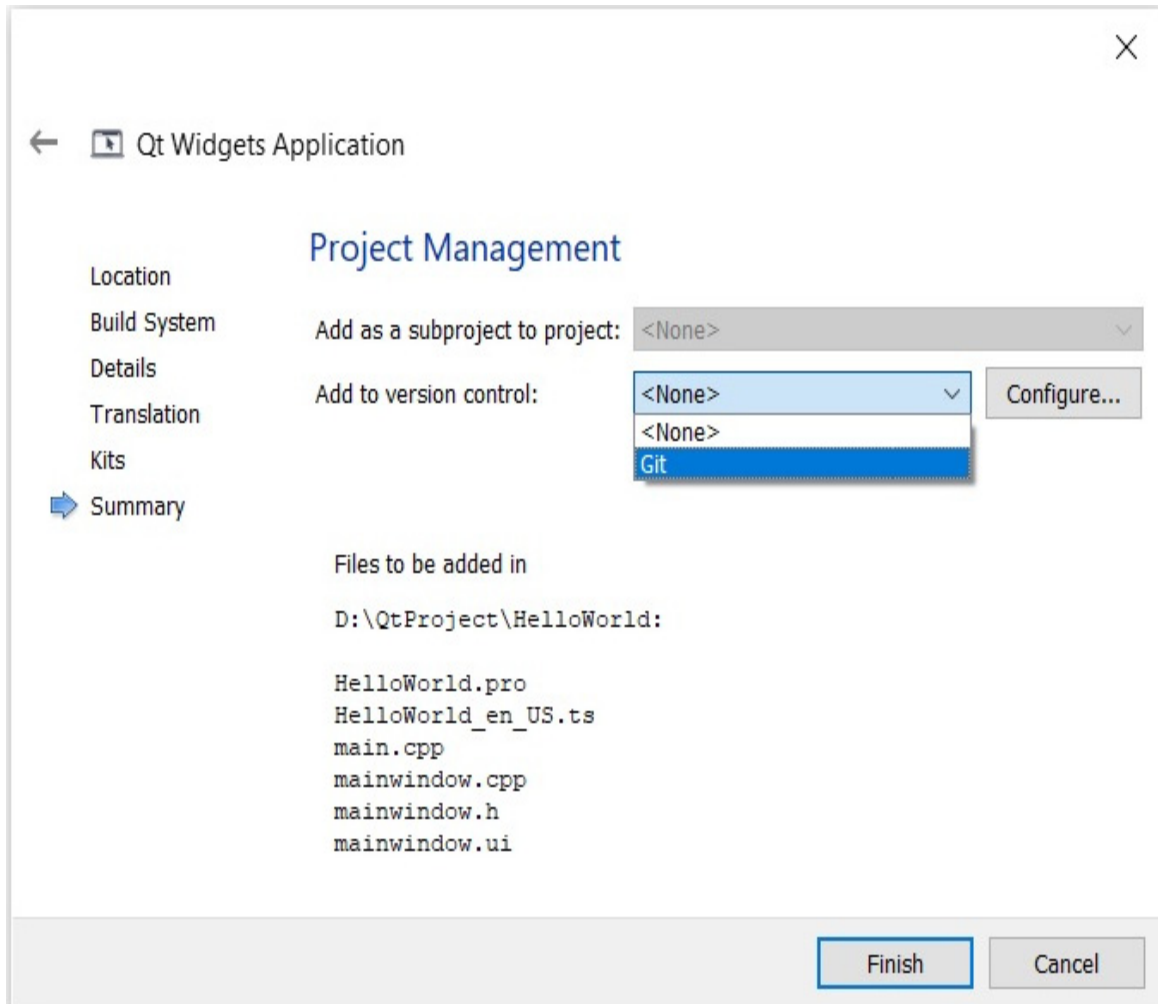 Qt Widgets Application
Location
Build System
Details
Translation
Kits
Summary
Project Management
Add as a subproject to project: <None>
Add to version control: <None> Configure...
<None>
Git
Files to be added in
D:\QtProject\HelloWorld:
HelloWorld.pro
HelloWorld_en_US.ts
main.cpp
mainwindow.cpp
mainwindow.h
mainwindow.ui
Finish Cancel